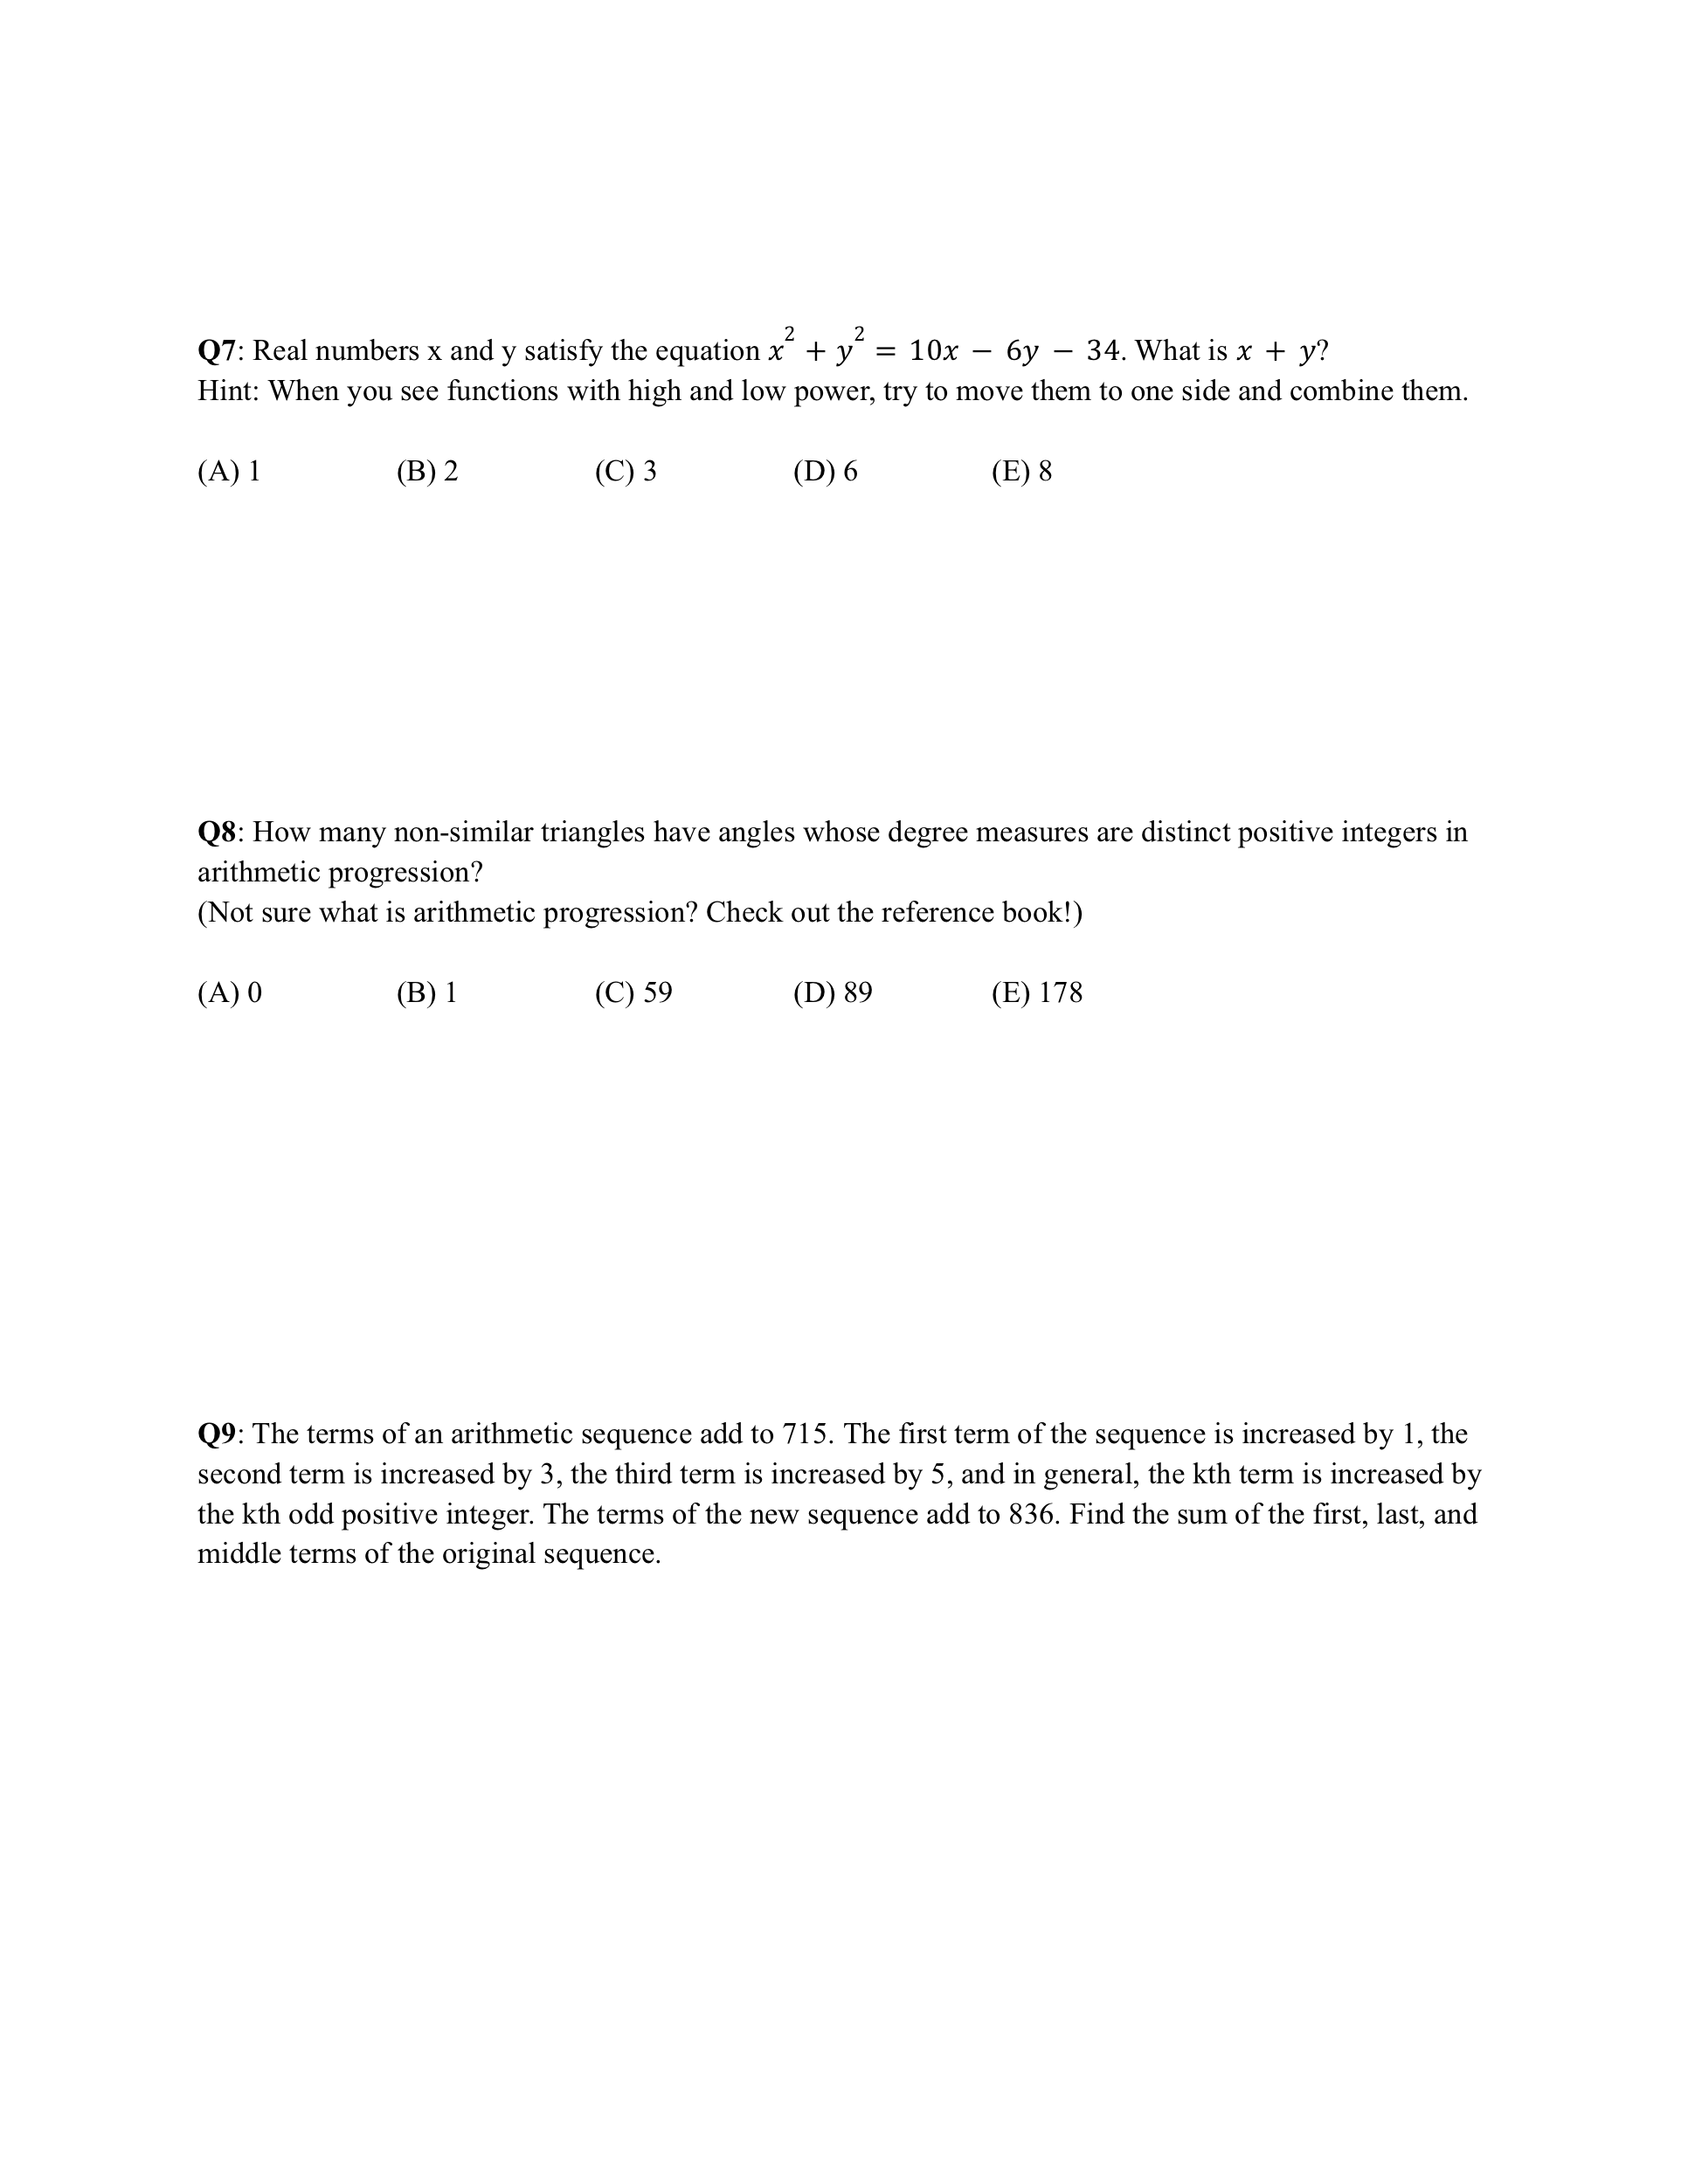 Q7: Real numbers x and y satisfy the equation x² + y² = 10x − 6y − 34. What is x + y?
Hint: When you see functions with high and low power, try to move them to one side and combine them.
(A) 1 (B) 2 (C) 3 (D) 6 (E) 8
Q8: How many non-similar triangles have angles whose degree measures are distinct positive integers in
arithmetic progression?
(Not sure what is arithmetic progression? Check out the reference book!)
(A) 0 (B) 1 (C) 59 (D) 89 (E) 178
Q9: The terms of an arithmetic sequence add to 715. The first term of the sequence is increased by 1, the
second term is increased by 3, the third term is increased by 5, and in general, the kth term is increased by
the kth odd positive integer. The terms of the new sequence add to 836. Find the sum of the first, last, and
middle terms of the original sequence.